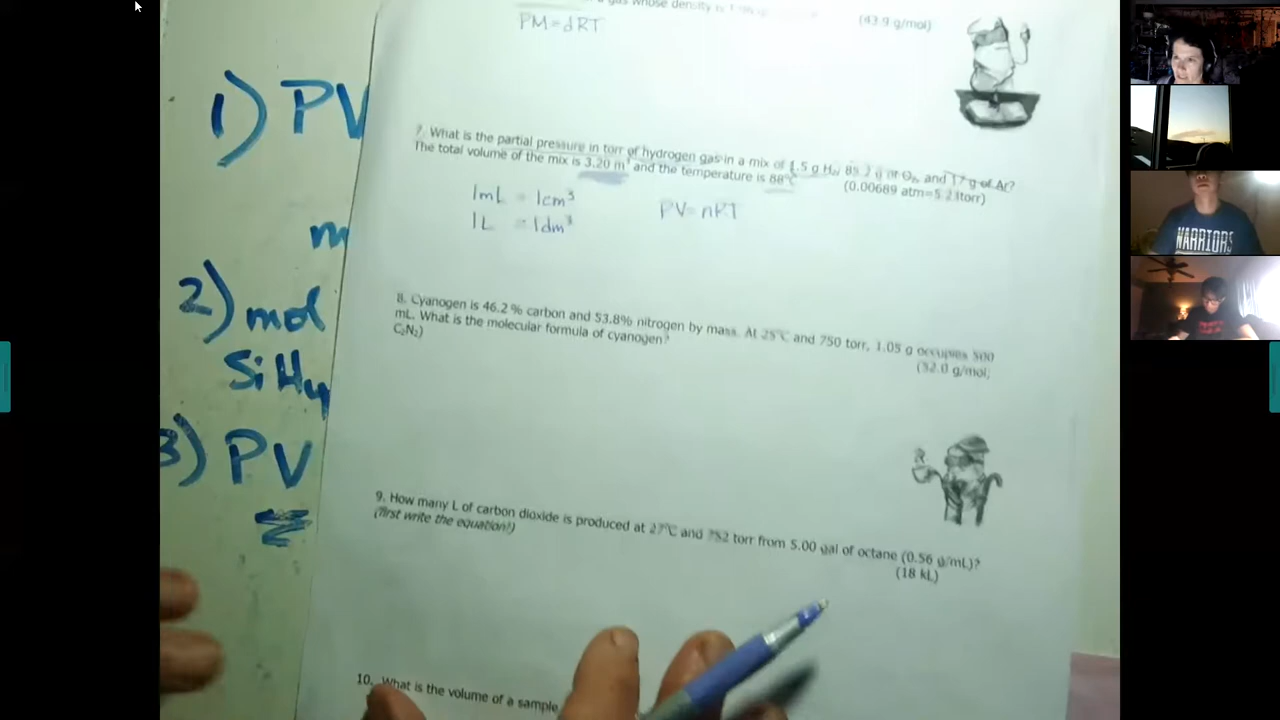 gas whose density is
(43.9 g/mol)
PM=dRT
1) PV
7. What is the partial pressure in torr of hydrogen gas in a mix of 1.5 g H₂, 85.2 g of O₂, and 17 g of Ar?
The total volume of the mix is 3.20 m³ and the temperature is 88°C
(0.00689 atm=5.23torr)
1mL = 1cm³
PV=nRT
1L = 1dm³
WARRIORS
m
2) mol
SiH4
8. Cyanogen is 46.2 % carbon and 53.8% nitrogen by mass. At 25°C and 750 torr, 1.05 g occupies 500
mL. What is the molecular formula of cyanogen?
(52.0 g/mol;
C₂N₂)
3) PV
9. How many L of carbon dioxide is produced at 27°C and 752 torr from 5.00 gal of octane (0.56 g/mL)?
(first write the equation!)
(18 kL)
10. What is the volume of a sample